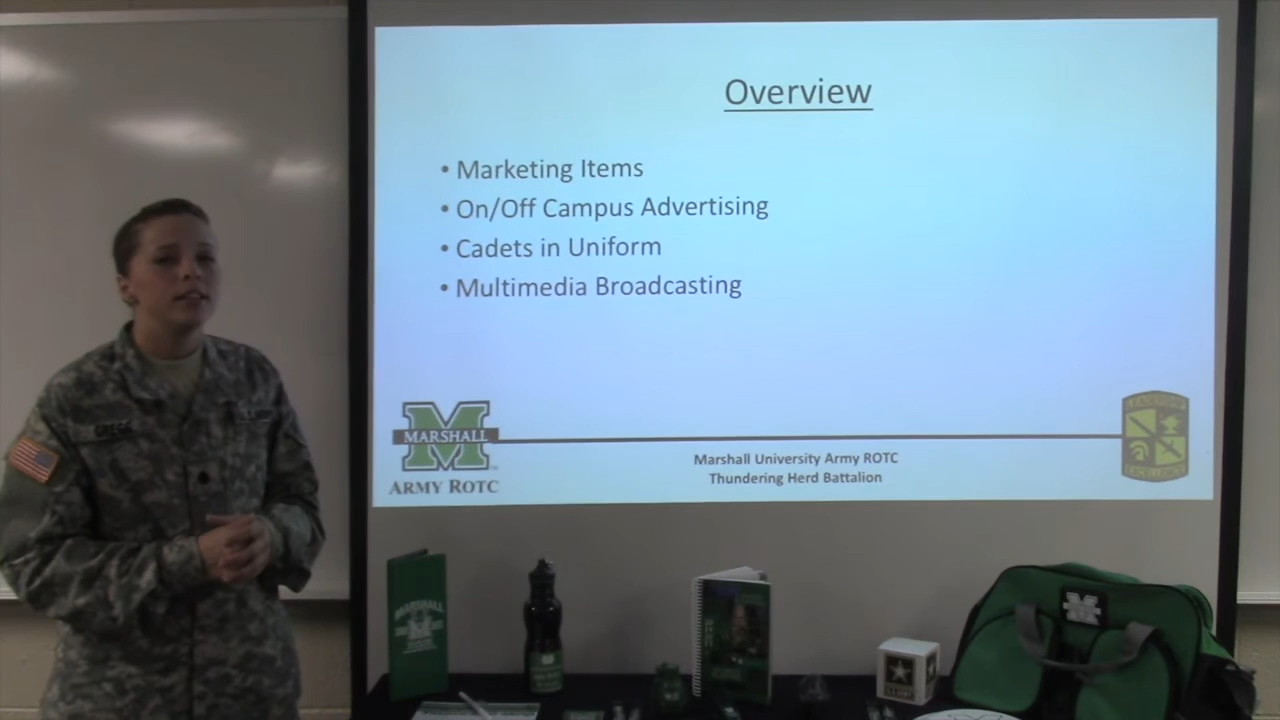 Overview
• Marketing Items
• On/Off Campus Advertising
• Cadets in Uniform
• Multimedia Broadcasting
M
MARSHALL
ARMY ROTC
Marshall University Army ROTC
Thundering Herd Battalion
EXCELLENCE
MARSHALL
M